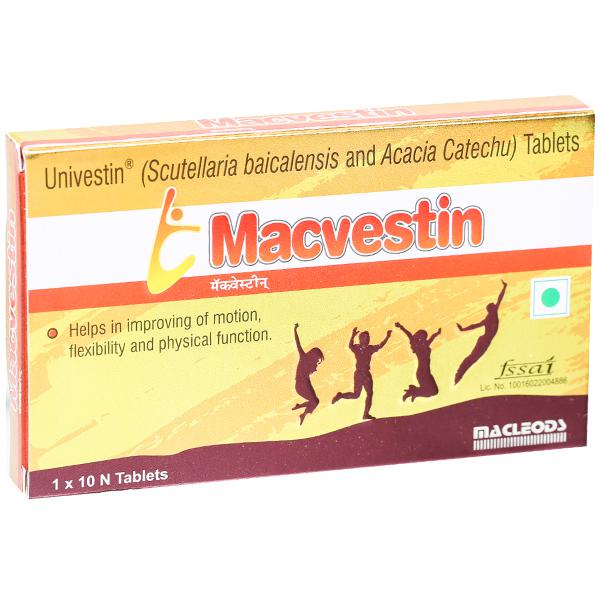 Macvestin
Univestin® (Scutellaria baicalensis and Acacia Catechu) Tablets
Macvestin
मॅकवेस्टीन्
Helps in improving of motion,
flexibility and physical function.
fssai
Lic. No. 10016022004886
MACLEODS
1 x 10 N Tablets
Macvestin